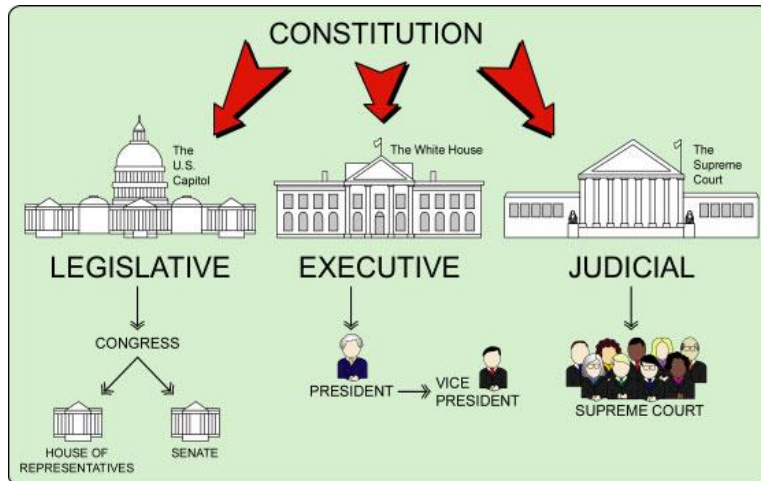 CONSTITUTION
The
U.S.
Capitol
The White House
The
Supreme
Court
LEGISLATIVE
EXECUTIVE
JUDICIAL
CONGRESS
PRESIDENT
VICE
PRESIDENT
SUPREME COURT
HOUSE OF
REPRESENTATIVES
SENATE